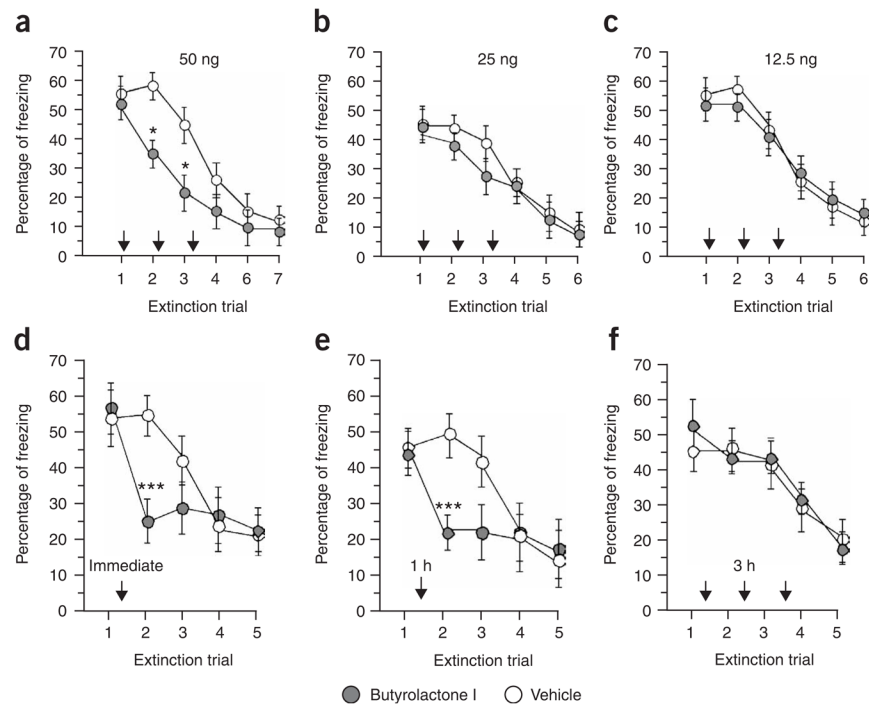 a
50 ng
Percentage of freezing
70
60
50
40
30
20
10
0
*
*
1 2 3 4 6 7
Extinction trial
b
25 ng
Percentage of freezing
70
60
50
40
30
20
10
0
1 2 3 4 5 6
Extinction trial
c
12.5 ng
Percentage of freezing
70
60
50
40
30
20
10
0
1 2 3 4 5 6
Extinction trial
d
Percentage of freezing
70
60
50
40
30
20
10
0
***
Immediate
1 2 3 4 5
Extinction trial
e
Percentage of freezing
70
60
50
40
30
20
10
0
***
1 h
1 2 3 4 5
Extinction trial
f
Percentage of freezing
70
60
50
40
30
20
10
0
3 h
1 2 3 4 5
Extinction trial
Butyrolactone I Vehicle